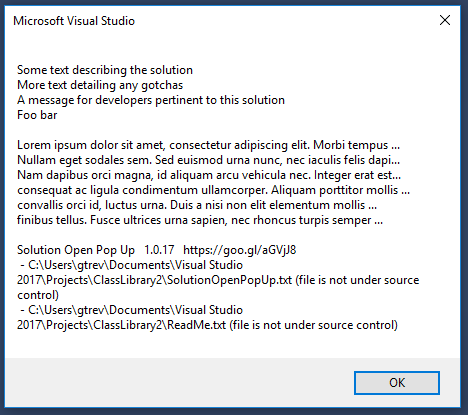 Microsoft Visual Studio
Some text describing the solution
More text detailing any gotchas
A message for developers pertinent to this solution
Foo bar
Lorem ipsum dolor sit amet, consectetur adipiscing elit. Morbi tempus ...
Nullam eget sodales sem. Sed euismod urna nunc, nec iaculis felis dapi...
Nam dapibus orci magna, id aliquam arcu vehicula nec. Integer erat est...
consequat ac ligula condimentum ullamcorper. Aliquam porttitor mollis ...
convallis orci id, luctus urna. Duis a nisi non elit elementum mollis ...
finibus tellus. Fusce ultrices urna sapien, nec rhoncus turpis semper ...
Solution Open Pop Up   1.0.17   https://goo.gl/aGVjJ8
- C:\Users\gtrev\Documents\Visual Studio
2017\Projects\ClassLibrary2\SolutionOpenPopUp.txt (file is not under source
control)
- C:\Users\gtrev\Documents\Visual Studio
2017\Projects\ClassLibrary2\ReadMe.txt (file is not under source control)
OK